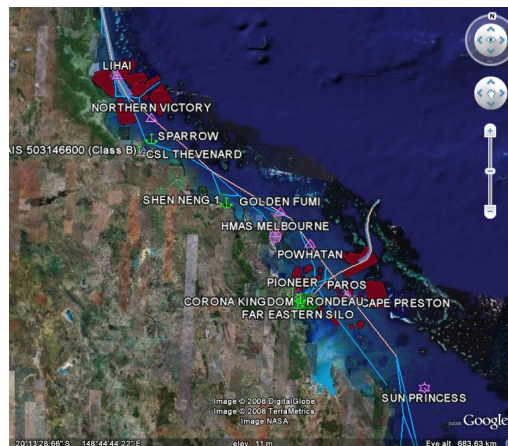 N
LIHAI
NORTHERN VICTORY
SPARROW
AIS 503146600 (Class B)
CSL THEVENARD
SHEN NENG 1
GOLDEN FUMI
HMAS MELBOURNE
POWHATAN
PIONEER
PAROS
CORONA KINGDOM
RONDEAU
CAPE PRESTON
FAR EASTERN SILO
SUN PRINCESS
Image © 2008 DigitalGlobe
Image © 2008 TerraMetrics
Image NASA
©2008 Google
20°13'28.66" S 148°44'44.22" E elev 11 m Eye alt 683.63 km